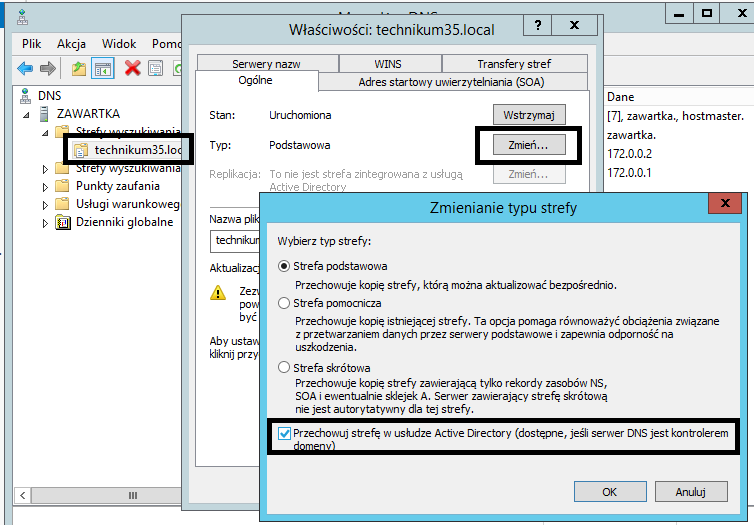 Właściwości: technikum35.local
?
X
Plik Akcja Widok
DNS
ZAWARTKA
Strefy wyszukiwania
technikum35.loc
Strefy wyszukiwania
Punkty zaufania
Usługi warunkoweg
Dzienniki globalne
Serwery nazw WINS Transfery stref
Ogólne Adres startowy uwierzytelniania (SOA)
Stan: Uruchomiona Wstrzymaj
Typ: Podstawowa Zmień...
Replikacja: To nie jest strefa zintegrowana z usługą Zmień...
Active Directory
Nazwa plik
technikum
Aktualizacj
Zezw
pow
być
Aby ustaw
kliknij przy
Dane
[7], zawartka., hostmaster.
zawartka.
172.0.0.2
172.0.0.1
Zmienianie typu strefy
X
Wybierz typ strefy:
Strefa podstawowa
Przechowuje kopię strefy, którą można aktualizować bezpośrednio.
Strefa pomocnicza
Przechowuje kopię istniejącej strefy. Ta opcja pomaga równoważyć obciążenia związane
z przetwarzaniem danych przez serwery podstawowe i zapewnia odporność na
uszkodzenia.
Strefa skrótowa
Przechowuje kopię strefy zawierającą tylko rekordy zasobów NS,
SOA i ewentualnie sklejek A. Serwer zawierający strefę skrótową
nie jest autorytatywny dla tej strefy.
Przechowuj strefę w usłudze Active Directory (dostępne, jeśli serwer DNS jest kontrolerem
domeny)
OK Anuluj